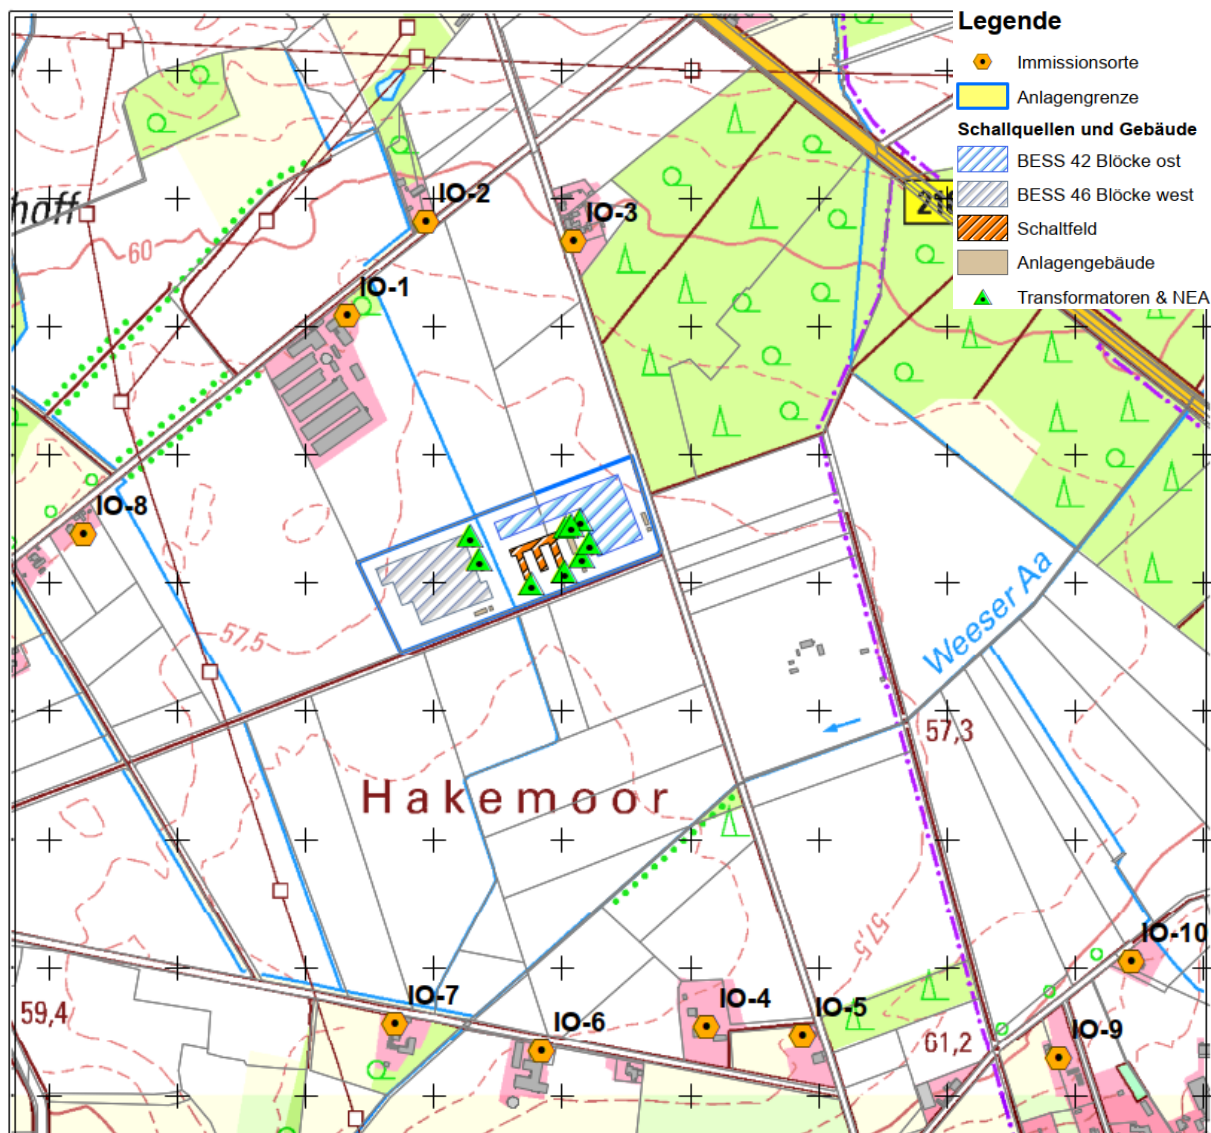 Legende
Immissionsorte
Anlagengrenze
Schallquellen und Gebäude
BESS 42 Blöcke ost
BESS 46 Blöcke west
Schaltfeld
Anlagengebäude
Transformatoren & NEA
hoff
60
IO-2
IO-3
IO-1
IO-8
57,5
Weeser Aa
57,3
Hakemoor
57,5
IO-10
IO-7
IO-4
IO-5
IO-6
IO-9
59,4
61,2